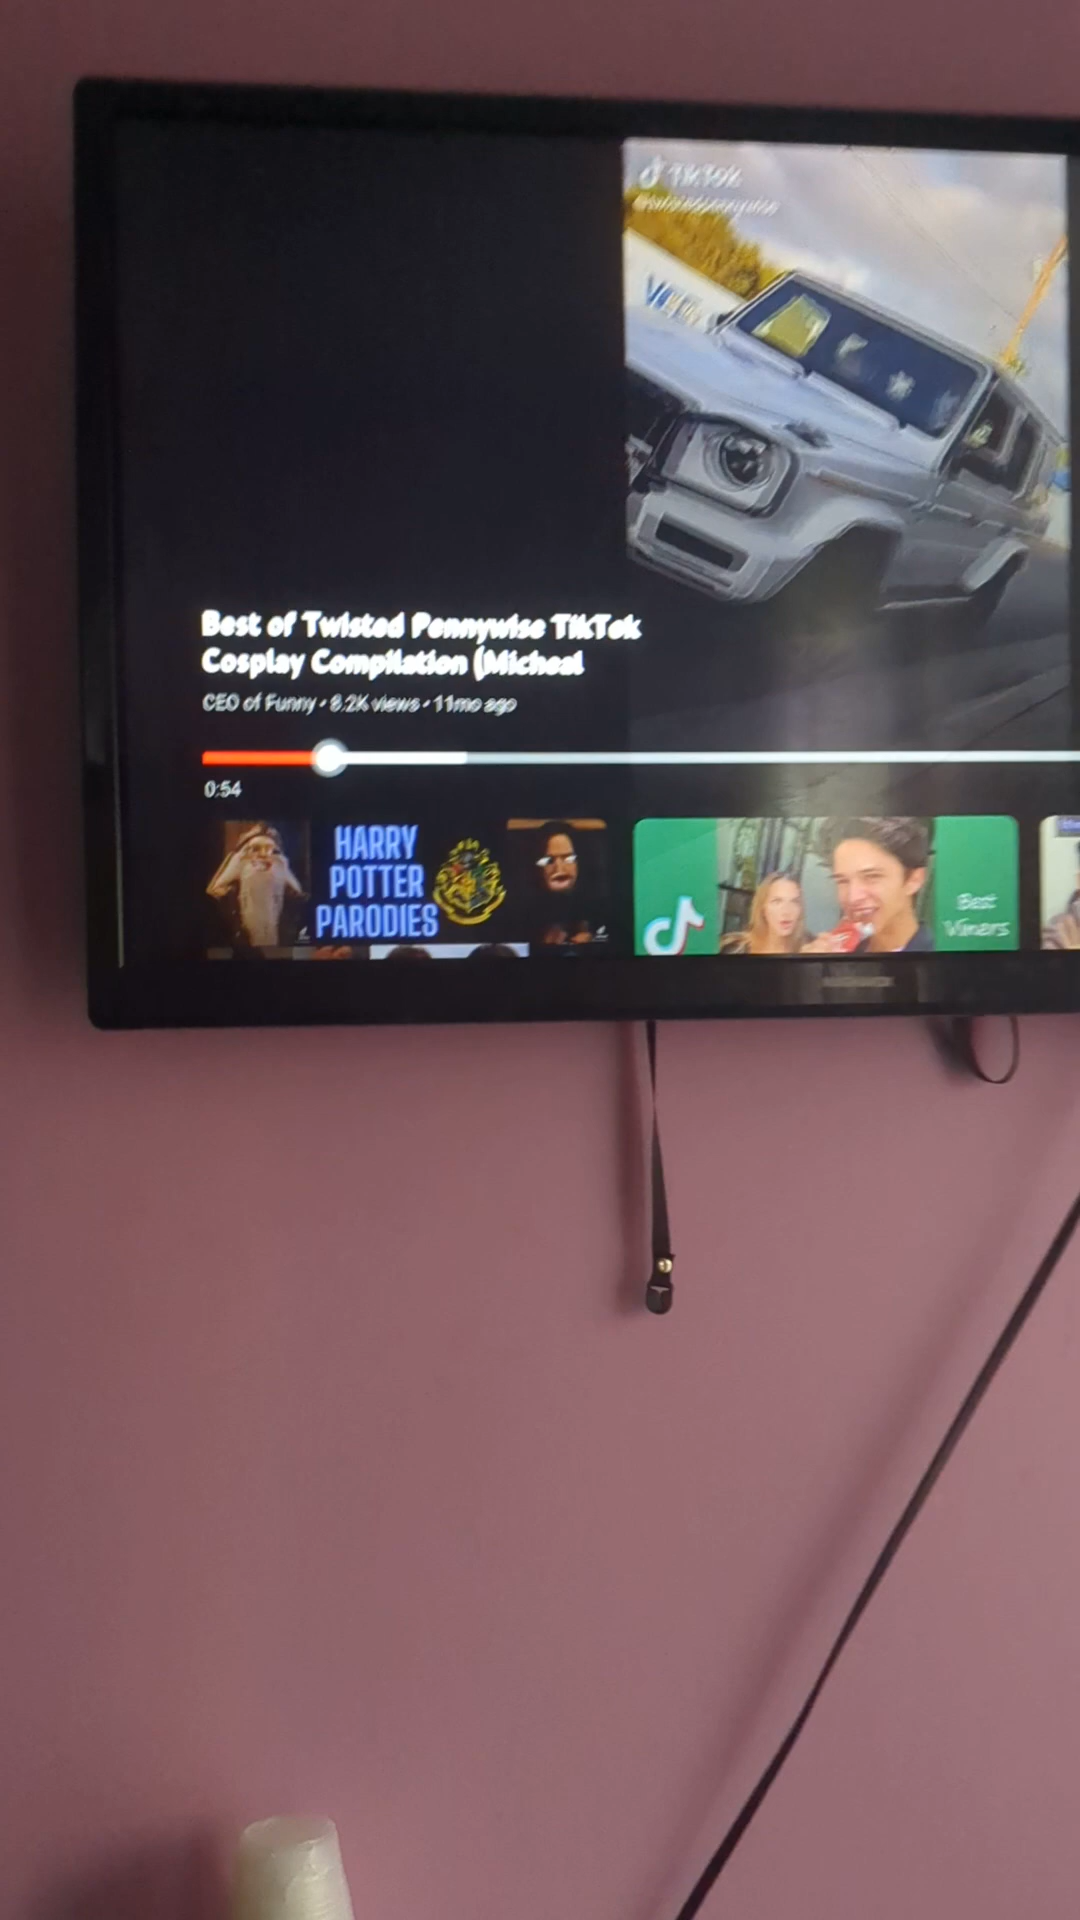 TikTok
Best of Twisted Pennywise TikTok
Cosplay Compilation (Micheal
CEO of Funny • 8.2K views • 11mo ago
0:54
HARRY
POTTER
PARODIES
Best
Viners